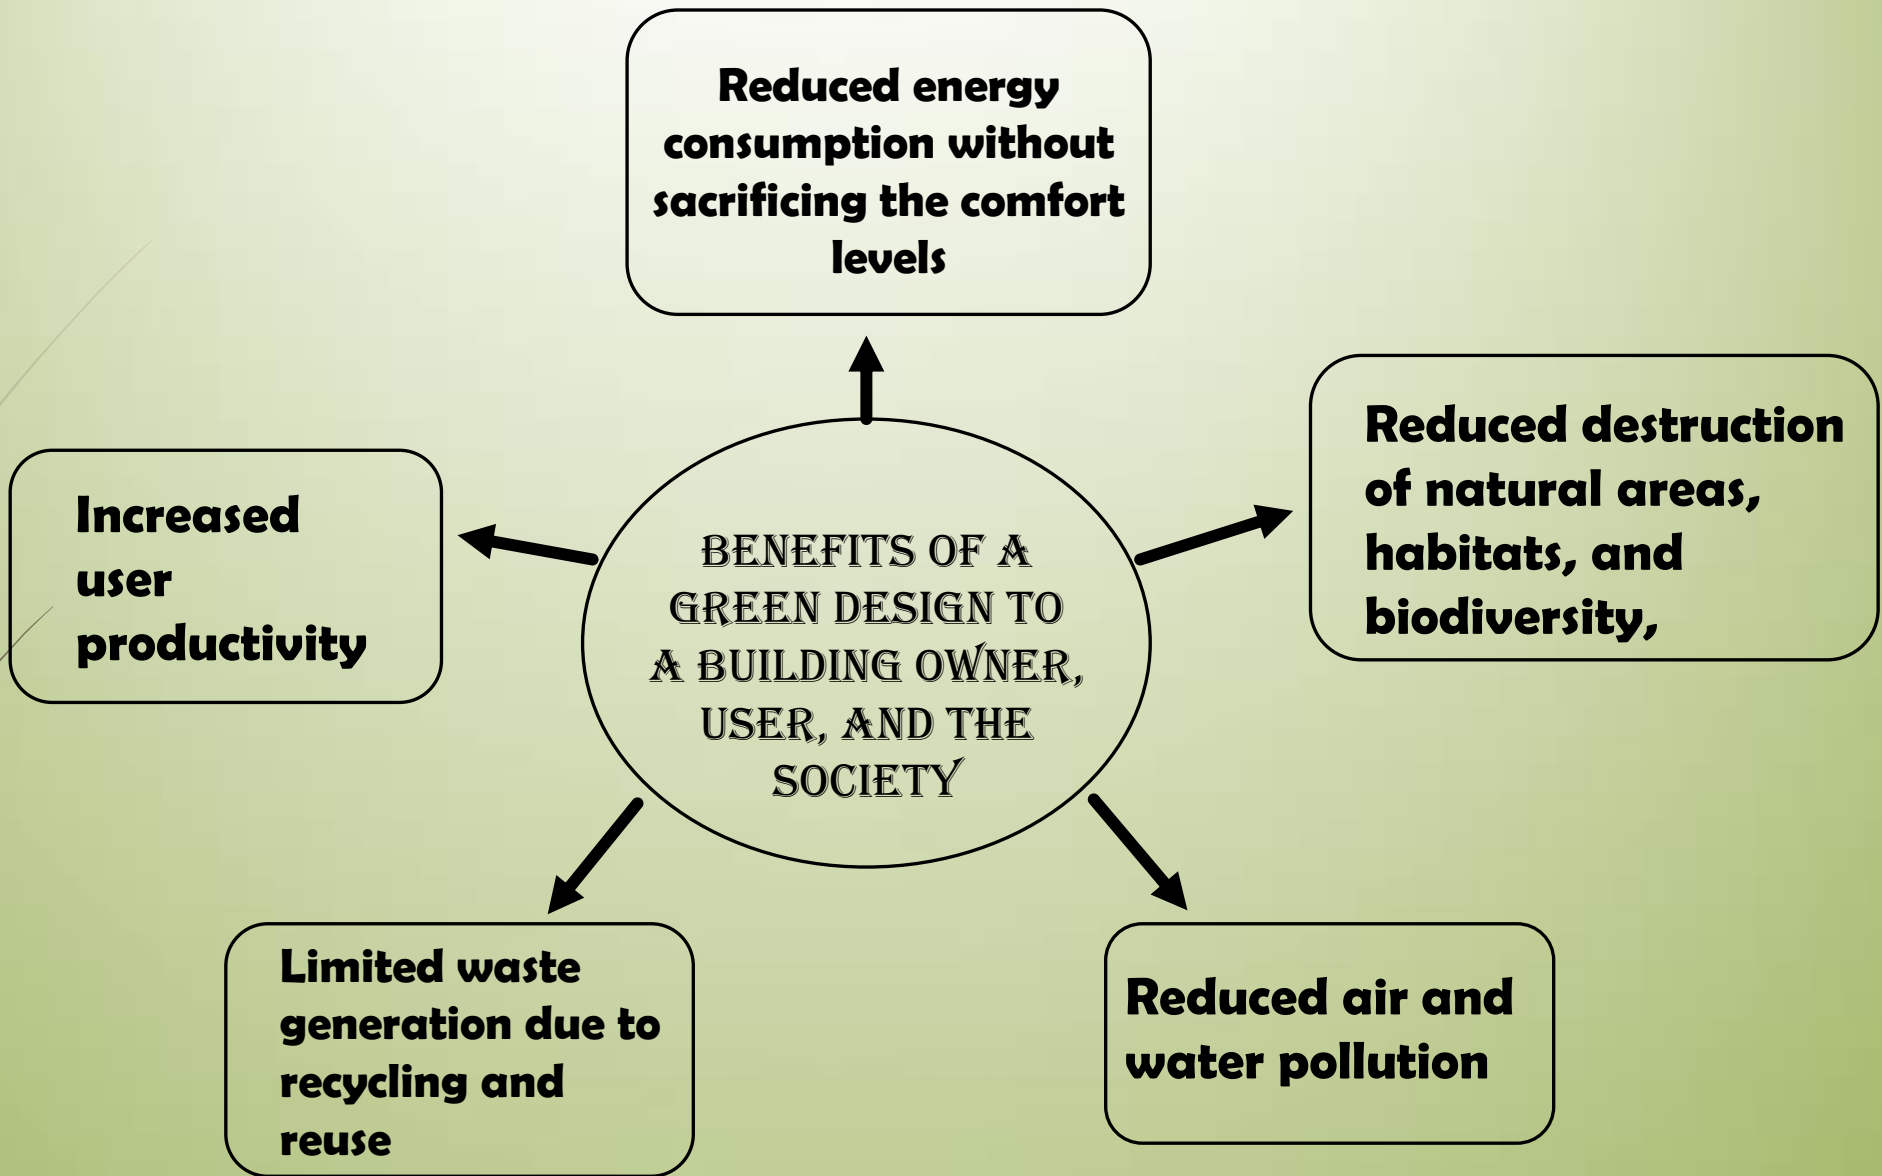 Reduced energy
consumption without
sacrificing the comfort
levels
Reduced destruction
of natural areas,
habitats, and
biodiversity,
Increased
user
productivity
BENEFITS OF A
GREEN DESIGN TO
A BUILDING OWNER,
USER, AND THE
SOCIETY
Limited waste
generation due to
recycling and
reuse
Reduced air and
water pollution